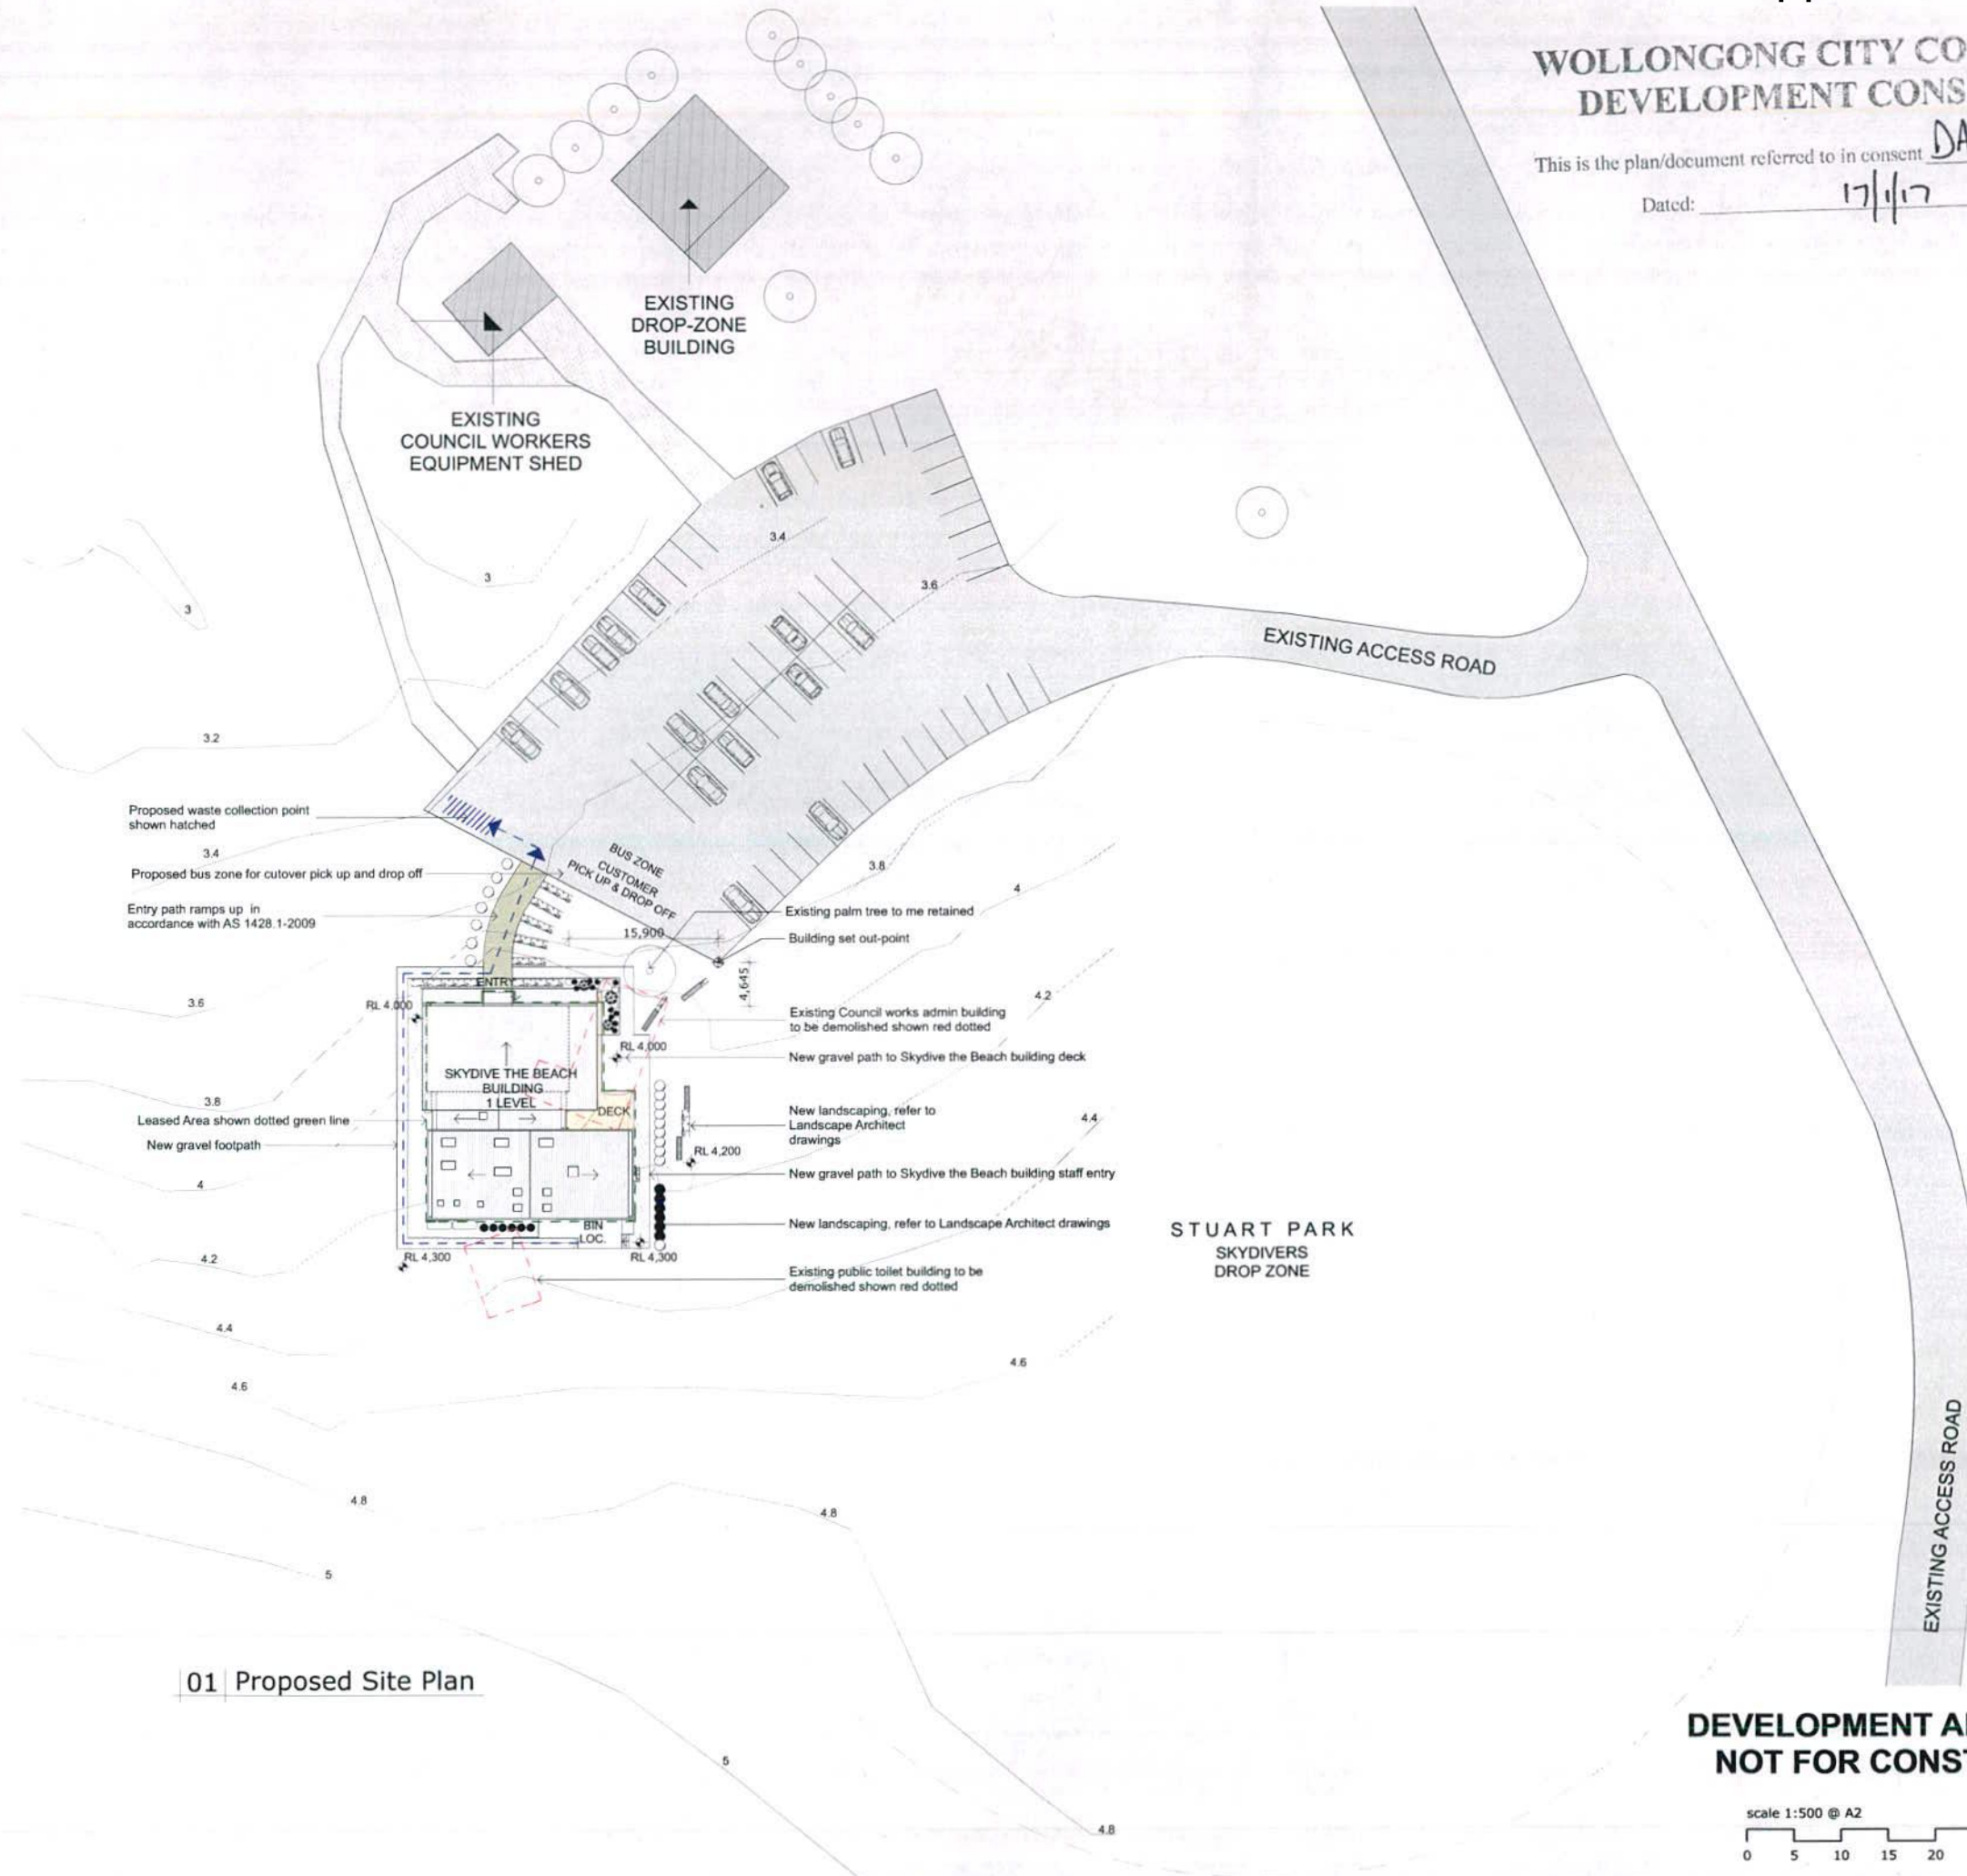 WOLLONGONG CITY CO
DEVELOPMENT CONS
This is the plan/document referred to in consent DA
Dated: 17/1/17
EXISTING
DROP-ZONE
BUILDING
EXISTING
COUNCIL WORKERS
EQUIPMENT SHED
3.4
3
3.6
3
EXISTING ACCESS ROAD
3.2
Proposed waste collection point
shown hatched
3.4
BUS ZONE
CUSTOMER
PICK UP & DROP OFF
3.8
Proposed bus zone for cutover pick up and drop off
4
Entry path ramps up in
accordance with AS 1428.1-2009
Existing palm tree to me retained
15,900
Building set out-point
4,645
ENTRY
3.6
RL 4,000
4.2
Existing Council works admin building
to be demolished shown red dotted
RL 4,000
New gravel path to Skydive the Beach building deck
SKYDIVE THE BEACH
BUILDING
1 LEVEL
3.8
DECK
Leased Area shown dotted green line
New landscaping, refer to
Landscape Architect
drawings
4.4
New gravel footpath
RL 4,200
New gravel path to Skydive the Beach building staff entry
4
BIN
LOC.
New landscaping, refer to Landscape Architect drawings
STUART PARK
SKYDIVERS
DROP ZONE
4.2
RL 4,300
RL 4,300
Existing public toilet building to be
demolished shown red dotted
4.4
4.6
4.6
4.8
4.8
5
EXISTING ACCESS ROAD
01 Proposed Site Plan
5
4.8
DEVELOPMENT A
NOT FOR CONS
scale 1:500 @ A2
0 5 10 15 20